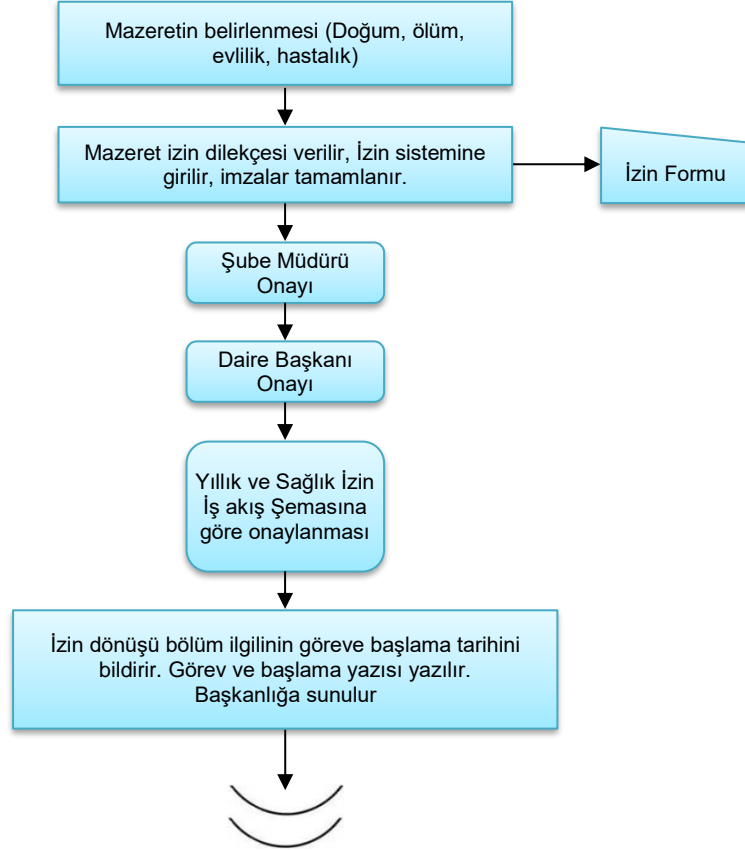 Mazeretin belirlenmesi (Doğum, ölüm,
evlilik, hastalık)
Mazeret izin dilekçesi verilir, İzin sistemine
girilir, imzalar tamamlanır.
İzin Formu
Şube Müdürü
Onayı
Daire Başkanı
Onayı
Yıllık ve Sağlık İzin
İş akış Şemasına
göre onaylanması
İzin dönüşü bölüm ilgilinin göreve başlama tarihini
bildirir. Görev ve başlama yazısı yazılır.
Başkanlığa sunulur